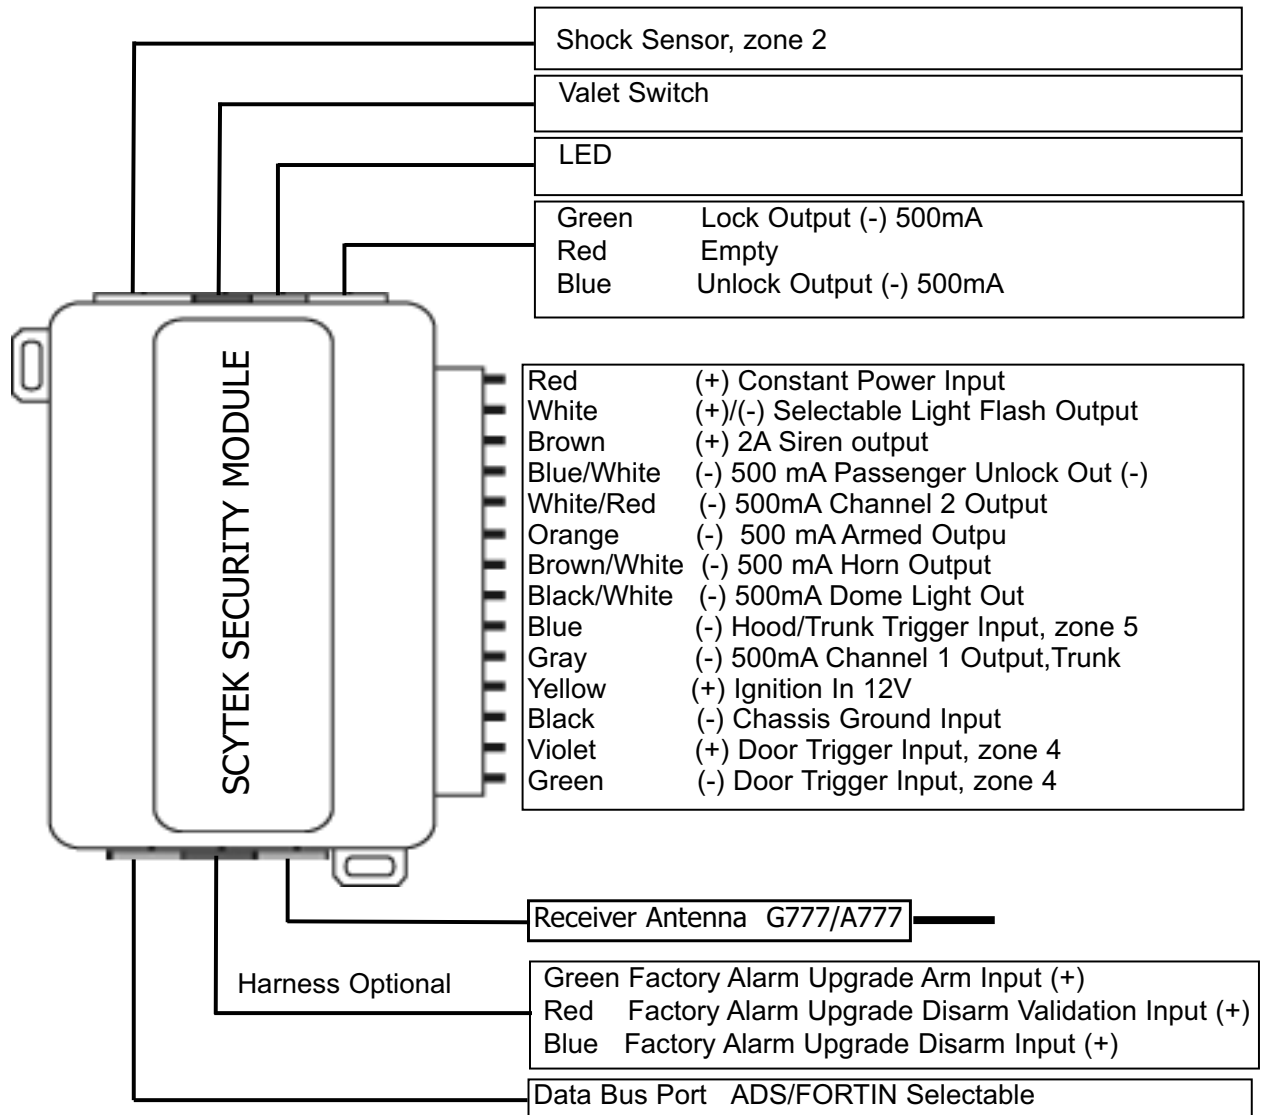 Shock Sensor, zone 2
Valet Switch
LED
Green Lock Output (-) 500mA
Red Empty
Blue Unlock Output (-) 500mA
SCYTEK SECURITY MODULE
Red (+) Constant Power Input
White (+)/(-) Selectable Light Flash Output
Brown (+) 2A Siren output
Blue/White (-) 500 mA Passenger Unlock Out (-)
White/Red (-) 500mA Channel 2 Output
Orange (-) 500 mA Armed Outpu
Brown/White (-) 500 mA Horn Output
Black/White (-) 500mA Dome Light Out
Blue (-) Hood/Trunk Trigger Input, zone 5
Gray (-) 500mA Channel 1 Output,Trunk
Yellow (+) Ignition In 12V
Black (-) Chassis Ground Input
Violet (+) Door Trigger Input, zone 4
Green (-) Door Trigger Input, zone 4
Receiver Antenna G777/A777
Harness Optional
Green Factory Alarm Upgrade Arm Input (+)
Red Factory Alarm Upgrade Disarm Validation Input (+)
Blue Factory Alarm Upgrade Disarm Input (+)
Data Bus Port ADS/FORTIN Selectable